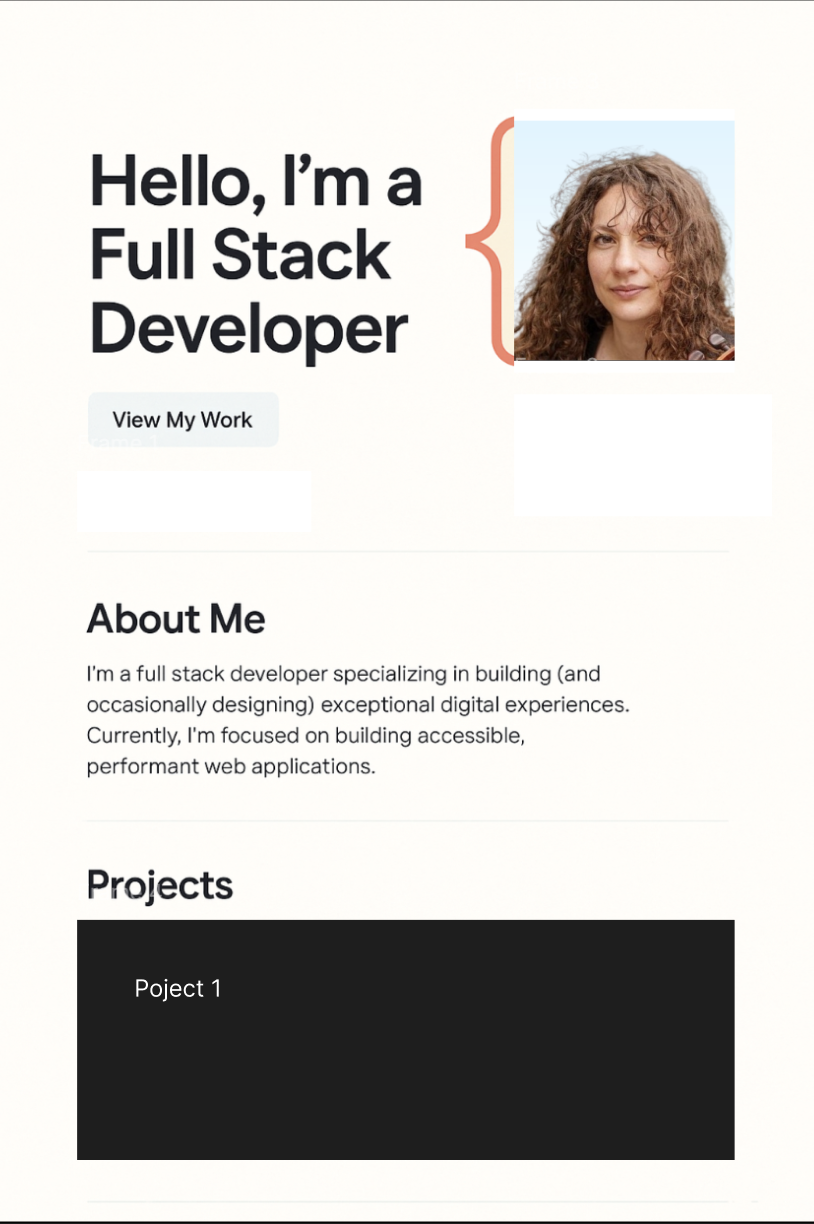 Hello, I’m a
Full Stack
Developer
View My Work
About Me
I’m a full stack developer specializing in building (and
occasionally designing) exceptional digital experiences.
Currently, I'm focused on building accessible,
performant web applications.
Projects
Poject 1